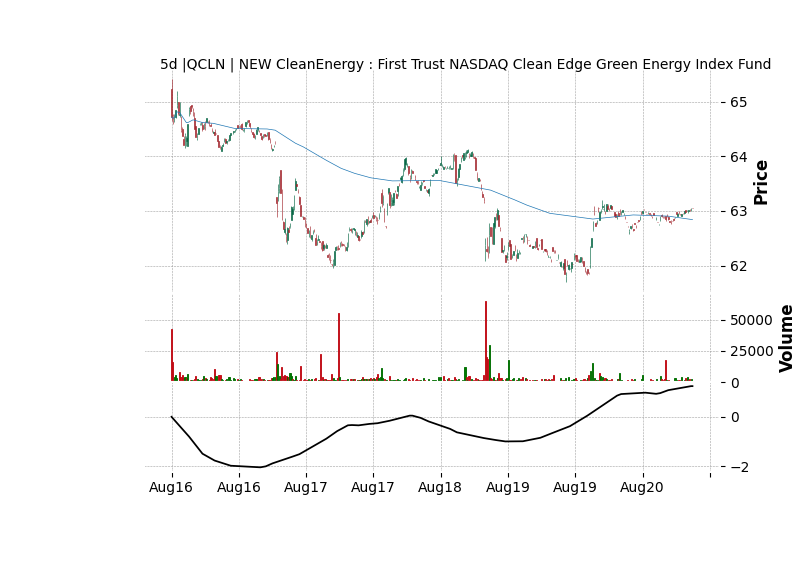 5d |QCLN | NEW CleanEnergy : First Trust NASDAQ Clean Edge Green Energy Index Fund
65
64
63
62
Price
50000
25000
0
Volume
0
−2
Aug16 Aug16 Aug17 Aug17 Aug18 Aug19 Aug19 Aug20